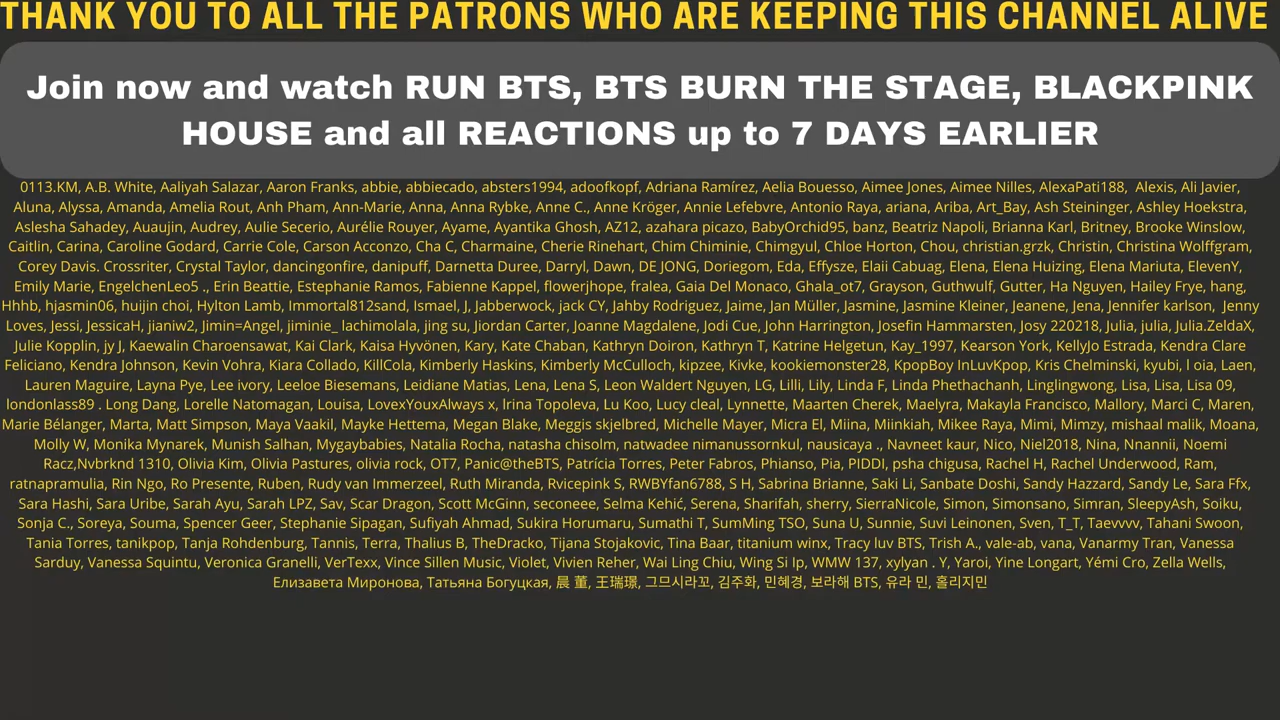 THANK YOU TO ALL THE PATRONS WHO ARE KEEPING THIS CHANNEL ALIVE
Join now and watch RUN BTS, BTS BURN THE STAGE, BLACKPINK
HOUSE and all REACTIONS up to 7 DAYS EARLIER
0113.KM, A.B. White, Aaliyah Salazar, Aaron Franks, abbie, abbiecado, absters1994, adoofkopf, Adriana Ramírez, Aelia Bouesso, Aimee Jones, Aimee Nilles, AlexaPati188, Alexis, Ali Javier,
Aluna, Alyssa, Amanda, Amelia Rout, Anh Pham, Ann-Marie, Anna, Anna Rybke, Anne C., Anne Kröger, Annie Lefebvre, Antonio Raya, ariana, Ariba, Art_Bay, Ash Steininger, Ashley Hoekstra,
Aslesha Sahadey, Auaujin, Audrey, Aulie Secerio, Aurélie Rouyer, Ayame, Ayantika Ghosh, AZ12, azahara picazo, BabyOrchid95, banz, Beatriz Napoli, Brianna Karl, Britney, Brooke Winslow,
Caitlin, Carina, Caroline Godard, Carrie Cole, Carson Acconzo, Cha C, Charmaine, Cherie Rinehart, Chim Chiminie, Chimgyul, Chloe Horton, Chou, christian.grzk, Christin, Christina Wolffgram,
Corey Davis. Crossriter, Crystal Taylor, dancingonfire, danipuff, Darnetta Duree, Darryl, Dawn, DE JONG, Doriegom, Eda, Effysze, Elaii Cabuag, Elena, Elena Huizing, Elena Mariuta, ElevenY,
Emily Marie, EngelchenLeo5 ., Erin Beattie, Estephanie Ramos, Fabienne Kappel, flowerjhope, fralea, Gaia Del Monaco, Ghala_ot7, Grayson, Guthwulf, Gutter, Ha Nguyen, Hailey Frye, hang,
Hhhb, hjasmin06, huijin choi, Hylton Lamb, Immortal812sand, Ismael, J, Jabberwock, jack CY, Jahby Rodriguez, Jaime, Jan Müller, Jasmine, Jasmine Kleiner, Jeanene, Jena, Jennifer karlson, Jenny
Loves, Jessi, JessicaH, jianiw2, Jimin=Angel, jiminie_ lachimolala, jing su, Jiordan Carter, Joanne Magdalene, Jodi Cue, John Harrington, Josefin Hammarsten, Josy 220218, Julia, julia, Julia.ZeldaX,
Julie Kopplin, jy J, Kaewalin Charoensawat, Kai Clark, Kaisa Hyvönen, Kary, Kate Chaban, Kathryn Doiron, Kathryn T, Katrine Helgetun, Kay_1997, Kearson York, KellyJo Estrada, Kendra Clare
Feliciano, Kendra Johnson, Kevin Vohra, Kiara Collado, KillCola, Kimberly Haskins, Kimberly McCulloch, kipzee, Kivke, kookiemonster28, KpopBoy InLuvKpop, Kris Chelminski, kyubi, l oia, Laen,
Lauren Maguire, Layna Pye, Lee ivory, Leeloe Biesemans, Leidiane Matias, Lena, Lena S, Leon Waldert Nguyen, LG, Lilli, Lily, Linda F, Linda Phethachanh, Linglingwong, Lisa, Lisa, Lisa 09,
londonlass89 . Long Dang, Lorelle Natomagan, Louisa, LovexYouxAlways x, lrina Topoleva, Lu Koo, Lucy cleal, Lynnette, Maarten Cherek, Maelyra, Makayla Francisco, Mallory, Marci C, Maren,
Marie Bélanger, Marta, Matt Simpson, Maya Vaakil, Mayke Hettema, Megan Blake, Meggis skjelbred, Michelle Mayer, Micra El, Miina, Miinkiah, Mikee Raya, Mimi, Mimzy, mishaal malik, Moana,
Molly W, Monika Mynarek, Munish Salhan, Mygaybabies, Natalia Rocha, natasha chisolm, natwadee nimanussornkul, nausicaya ., Navneet kaur, Nico, Niel2018, Nina, Nnannii, Noemi
Racz,Nvbrknd 1310, Olivia Kim, Olivia Pastures, olivia rock, OT7, Panic@theBTS, Patrícia Torres, Peter Fabros, Phianso, Pia, PIDDI, psha chigusa, Rachel H, Rachel Underwood, Ram,
ratnapramulia, Rin Ngo, Ro Presente, Ruben, Rudy van Immerzeel, Ruth Miranda, Rvicepink S, RWBYfan6788, S H, Sabrina Brianne, Saki Li, Sanbate Doshi, Sandy Hazzard, Sandy Le, Sara Ffx,
Sara Hashi, Sara Uribe, Sarah Ayu, Sarah LPZ, Sav, Scar Dragon, Scott McGinn, seconeee, Selma Kehić, Serena, Sharifah, sherry, SierraNicole, Simon, Simonsano, Simran, SleepyAsh, Soiku,
Sonja C., Soreya, Souma, Spencer Geer, Stephanie Sipagan, Sufiyah Ahmad, Sukira Horumaru, Sumathi T, SumMing TSO, Suna U, Sunnie, Suvi Leinonen, Sven, T_T, Taevvvv, Tahani Swoon,
Tania Torres, tanikpop, Tanja Rohdenburg, Tannis, Terra, Thalius B, TheDracko, Tijana Stojakovic, Tina Baar, titanium winx, Tracy luv BTS, Trish A., vale-ab, vana, Vanarmy Tran, Vanessa
Sarduy, Vanessa Squintu, Veronica Granelli, VerTexx, Vince Sillen Music, Violet, Vivien Reher, Wai Ling Chiu, Wing Si Ip, WMW 137, xylyan . Y, Yaroi, Yine Longart, Yémi Cro, Zella Wells,
Елизавета Миронова, Татьяна Богуцкая, 晨 董, 王瑞璟, 그므시라꼬, 김주화, 민혜경, 보라해 BTS, 유라 민, 홀리지민